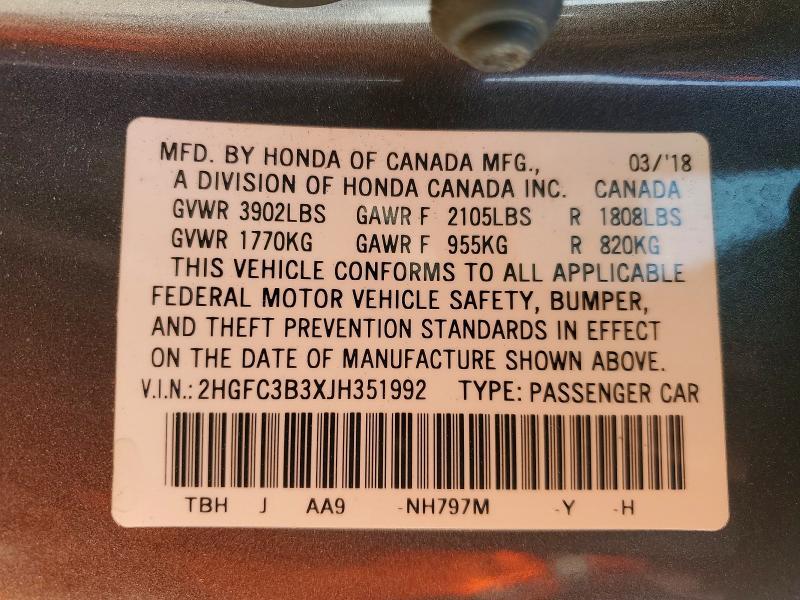 MFD. BY HONDA OF CANADA MFG., 03/'18
A DIVISION OF HONDA CANADA INC. CANADA
GVWR 3902LBS GAWR F 2105LBS R 1808LBS
GVWR 1770KG GAWR F 955KG R 820KG
THIS VEHICLE CONFORMS TO ALL APPLICABLE
FEDERAL MOTOR VEHICLE SAFETY, BUMPER,
AND THEFT PREVENTION STANDARDS IN EFFECT
ON THE DATE OF MANUFACTURE SHOWN ABOVE.
V.I.N.: 2HGFC3B3XJH351992 TYPE: PASSENGER CAR
TBH J AA9 -NH797M -Y -H